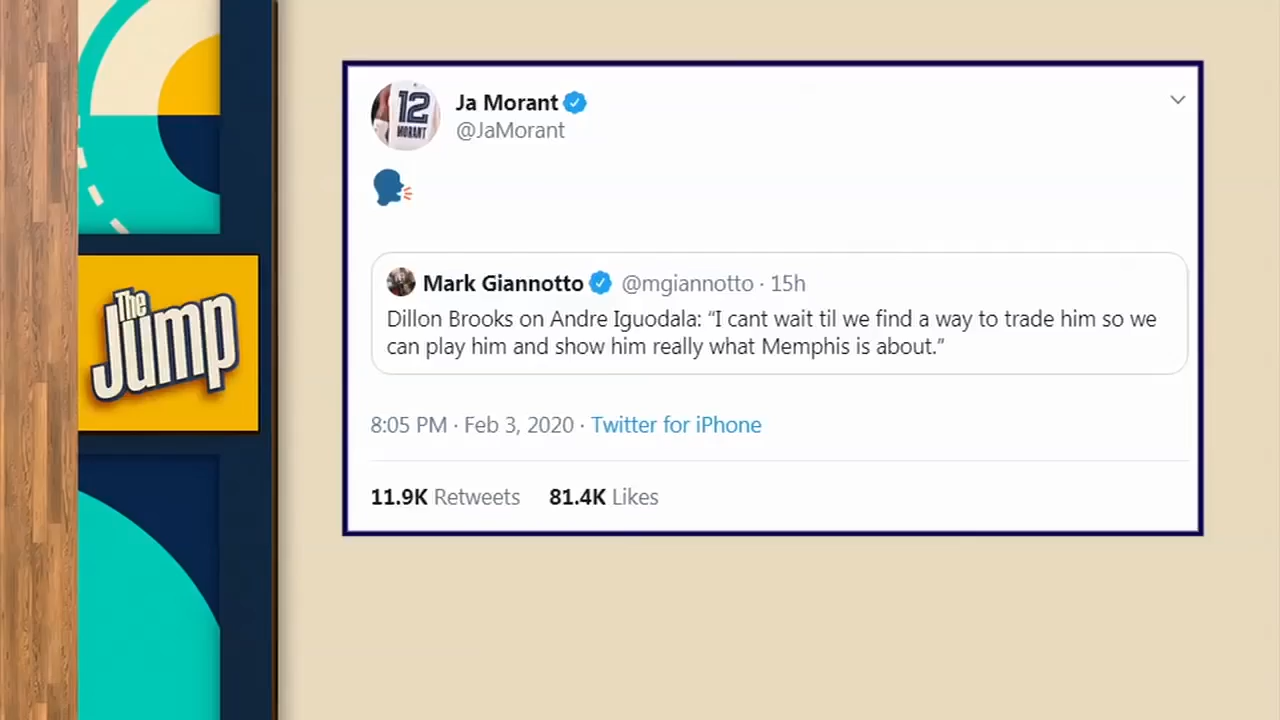 The
Jump
12
MORANT
Ja Morant
@JaMorant
Mark Giannotto @mgiannotto · 15h
Dillon Brooks on Andre Iguodala: “I cant wait til we find a way to trade him so we
can play him and show him really what Memphis is about.”
8:05 PM · Feb 3, 2020 · Twitter for iPhone
11.9K Retweets 81.4K Likes